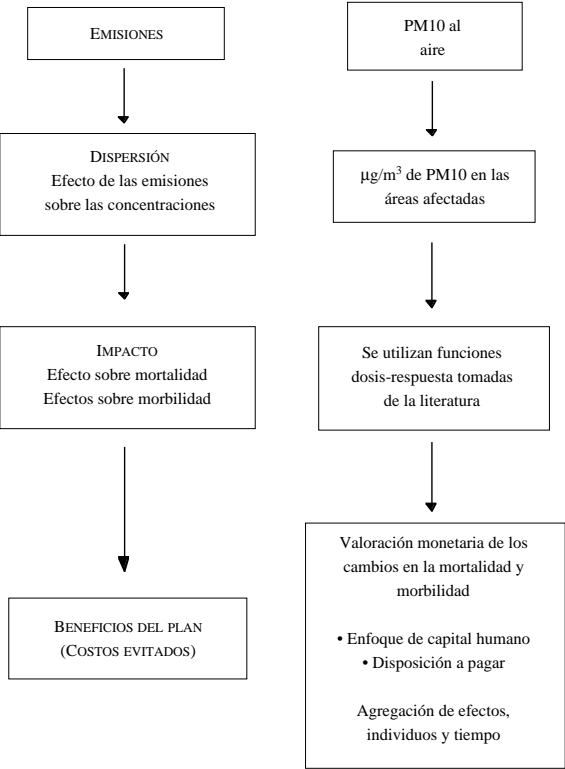 EMISIONES
PM10 al
aire
DISPERSIÓN
Efecto de las emisiones
sobre las concentraciones
µg/m³ de PM10 en las
áreas afectadas
IMPACTO
Efecto sobre mortalidad
Efectos sobre morbilidad
Se utilizan funciones
dosis-respuesta tomadas
de la literatura
BENEFICIOS DEL PLAN
(COSTOS EVITADOS)
Valoración monetaria de los
cambios en la mortalidad y
morbilidad
• Enfoque de capital humano
• Disposición a pagar
Agregación de efectos,
individuos y tiempo